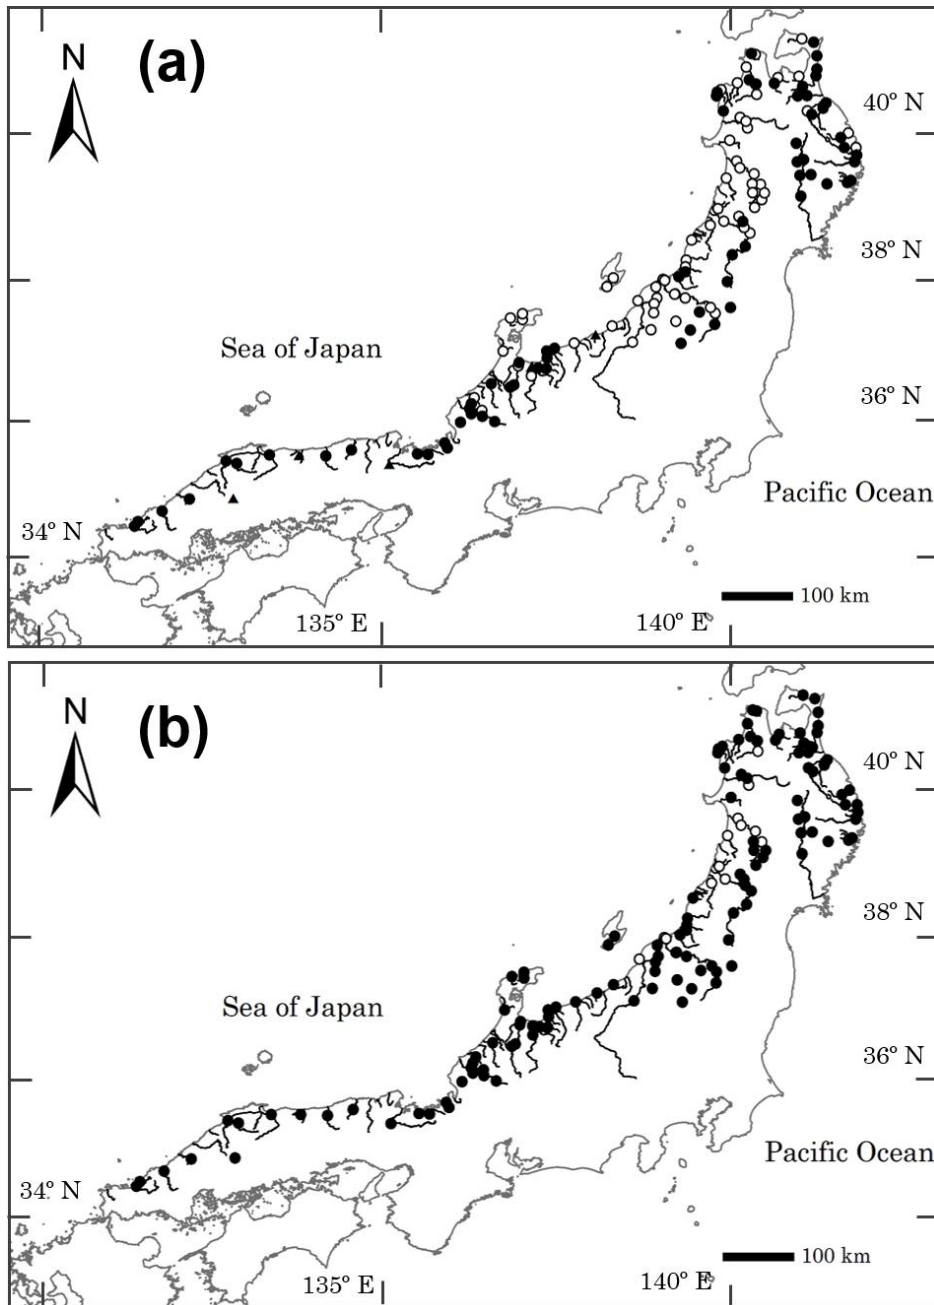 N
(a)
40° N
38° N
Sea of Japan
36° N
Pacific Ocean
34° N
100 km
135° E
140° E
N
(b)
40° N
38° N
Sea of Japan
36° N
Pacific Ocean
34° N
100 km
135° E
140° E